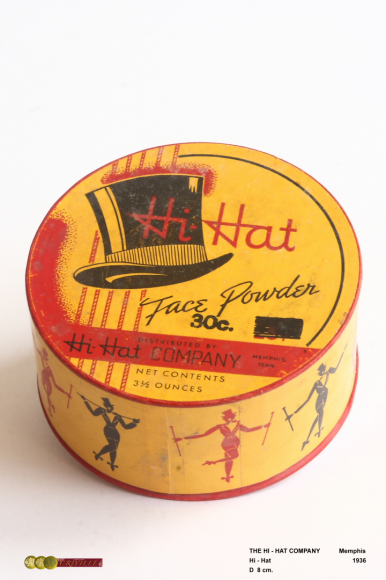 Hi-Hat
Face Powder
30c.
DISTRIBUTED BY
Hi-Hat COMPANY
MEMPHIS,
TENN.
NET CONTENTS
3½ OUNCES
THE HI - HAT COMPANY Memphis
Hi - Hat 1936
D 8 cm.